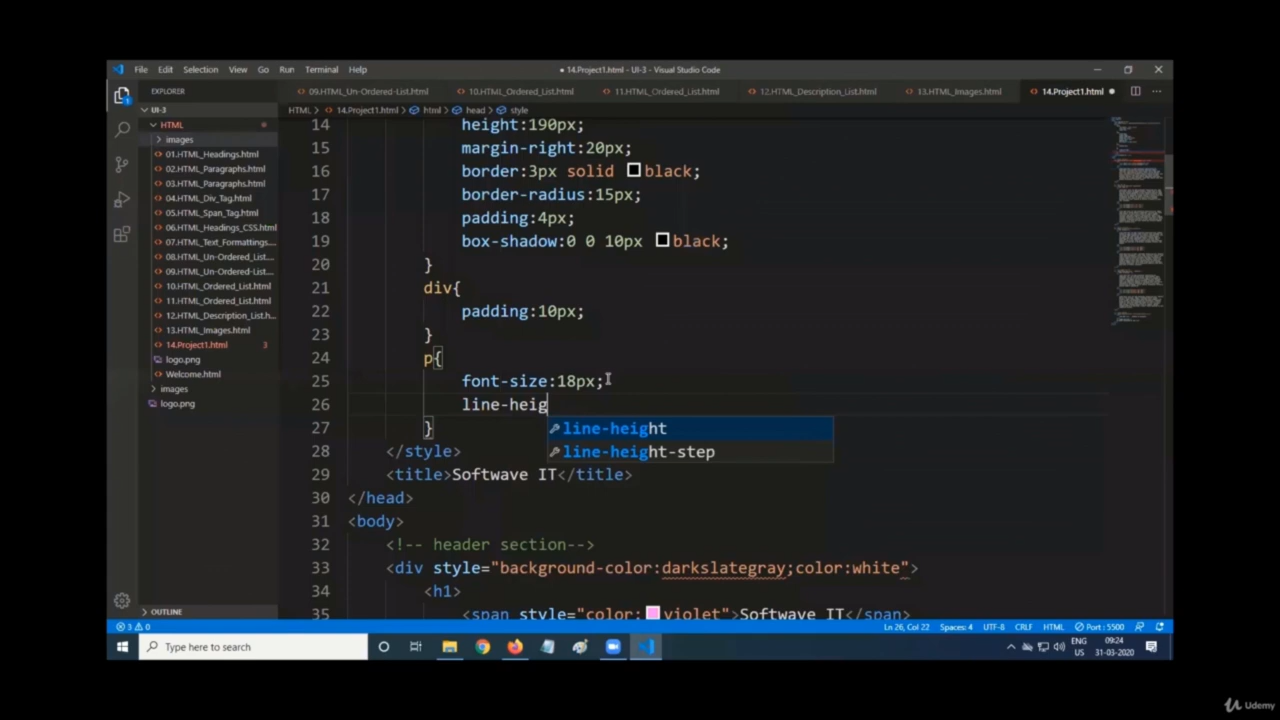 File Edit Selection View Go Run Terminal Help
● 14.Project1.html - UI-3 - Visual Studio Code
EXPLORER
09.HTML_Un-Ordered-List.html 10.HTML_Ordered_List.html 11.HTML_Ordered_List.html 12.HTML_Description_List.html 13.HTML_Images.html 14.Project1.html ●
HTML > 14.Project1.html > html > head > style
UI-3
HTML
images
01.HTML_Headings.html
02.HTML_Paragraphs.html
03.HTML_Paragraphs.html
04.HTML_Div_Tag.html
05.HTML_Span_Tag.html
06.HTML_Headings_CSS.html
07.HTML_Text_Formattings....
08.HTML_Un-Ordered_List....
09.HTML_Un-Ordered-List....
10.HTML_Ordered_List.html
11.HTML_Ordered_List.html
12.HTML_Description_List.h...
13.HTML_Images.html
14.Project1.html 3
logo.png
Welcome.html
images
logo.png
OUTLINE
14 height:190px;
15 margin-right:20px;
16 border:3px solid black;
17 border-radius:15px;
18 padding:4px;
19 box-shadow:0 0 10px black;
20 }
21 div{
22 padding:10px;
23 }
24 p{
25 font-size:18px;
26 line-heig
27 }
line-height
line-height-step
28 </style>
29 <title>Softwave IT</title>
30 </head>
31 <body>
32 <!-- header section-->
33 <div style="background-color:darkslategray;color:white">
34 <h1>
35 <span style="color:violet">Softwave IT</span>
3 0 Ln 26, Col 22 Spaces: 4 UTF-8 CRLF HTML Port : 5500
Type here to search
ENG
US
09:24
31-03-2020
Udemy